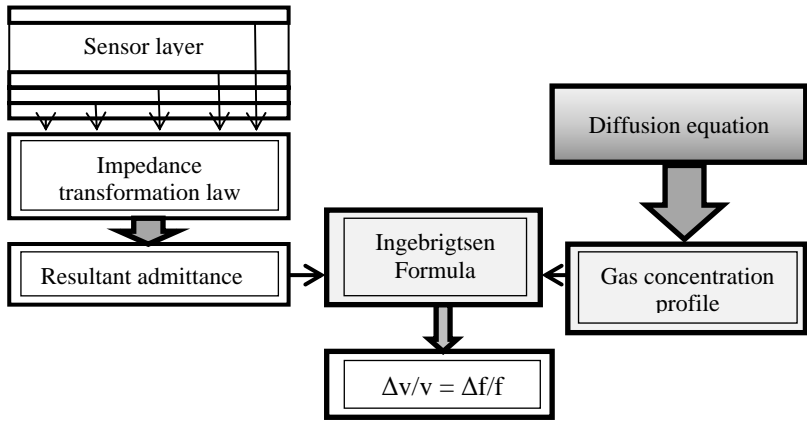 Sensor layer
Diffusion equation
Impedance
transformation law
Ingebrigtsen
Formula
Resultant admittance
Gas concentration
profile
Δv/v = Δf/f